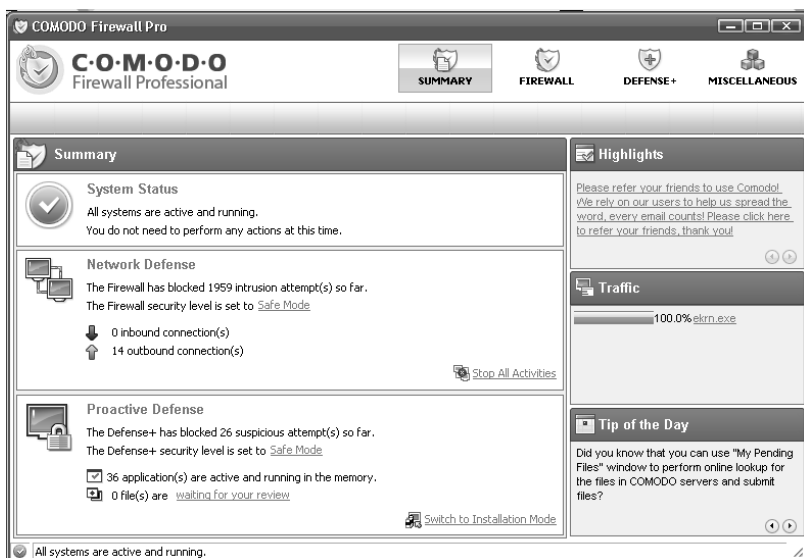 COMODO Firewall Pro
C·O·M·O·D·O
Firewall Professional
SUMMARY
FIREWALL
DEFENSE+
MISCELLANEOUS
Summary
System Status
All systems are active and running.
You do not need to perform any actions at this time.
Network Defense
The Firewall has blocked 1959 intrusion attempt(s) so far.
The Firewall security level is set to Safe Mode
0 inbound connection(s)
14 outbound connection(s)
Stop All Activities
Proactive Defense
The Defense+ has blocked 26 suspicious attempt(s) so far.
The Defense+ security level is set to Safe Mode
36 application(s) are active and running in the memory.
0 file(s) are waiting for your review
Switch to Installation Mode
Highlights
Please refer your friends to use Comodo!
We rely on our users to help us spread the
word, every email counts! Please click here
to refer your friends, thank you!
Traffic
100.0% ekrn.exe
Tip of the Day
Did you know that you can use "My Pending
Files" window to perform online lookup for
the files in COMODO servers and submit
files?
All systems are active and running.